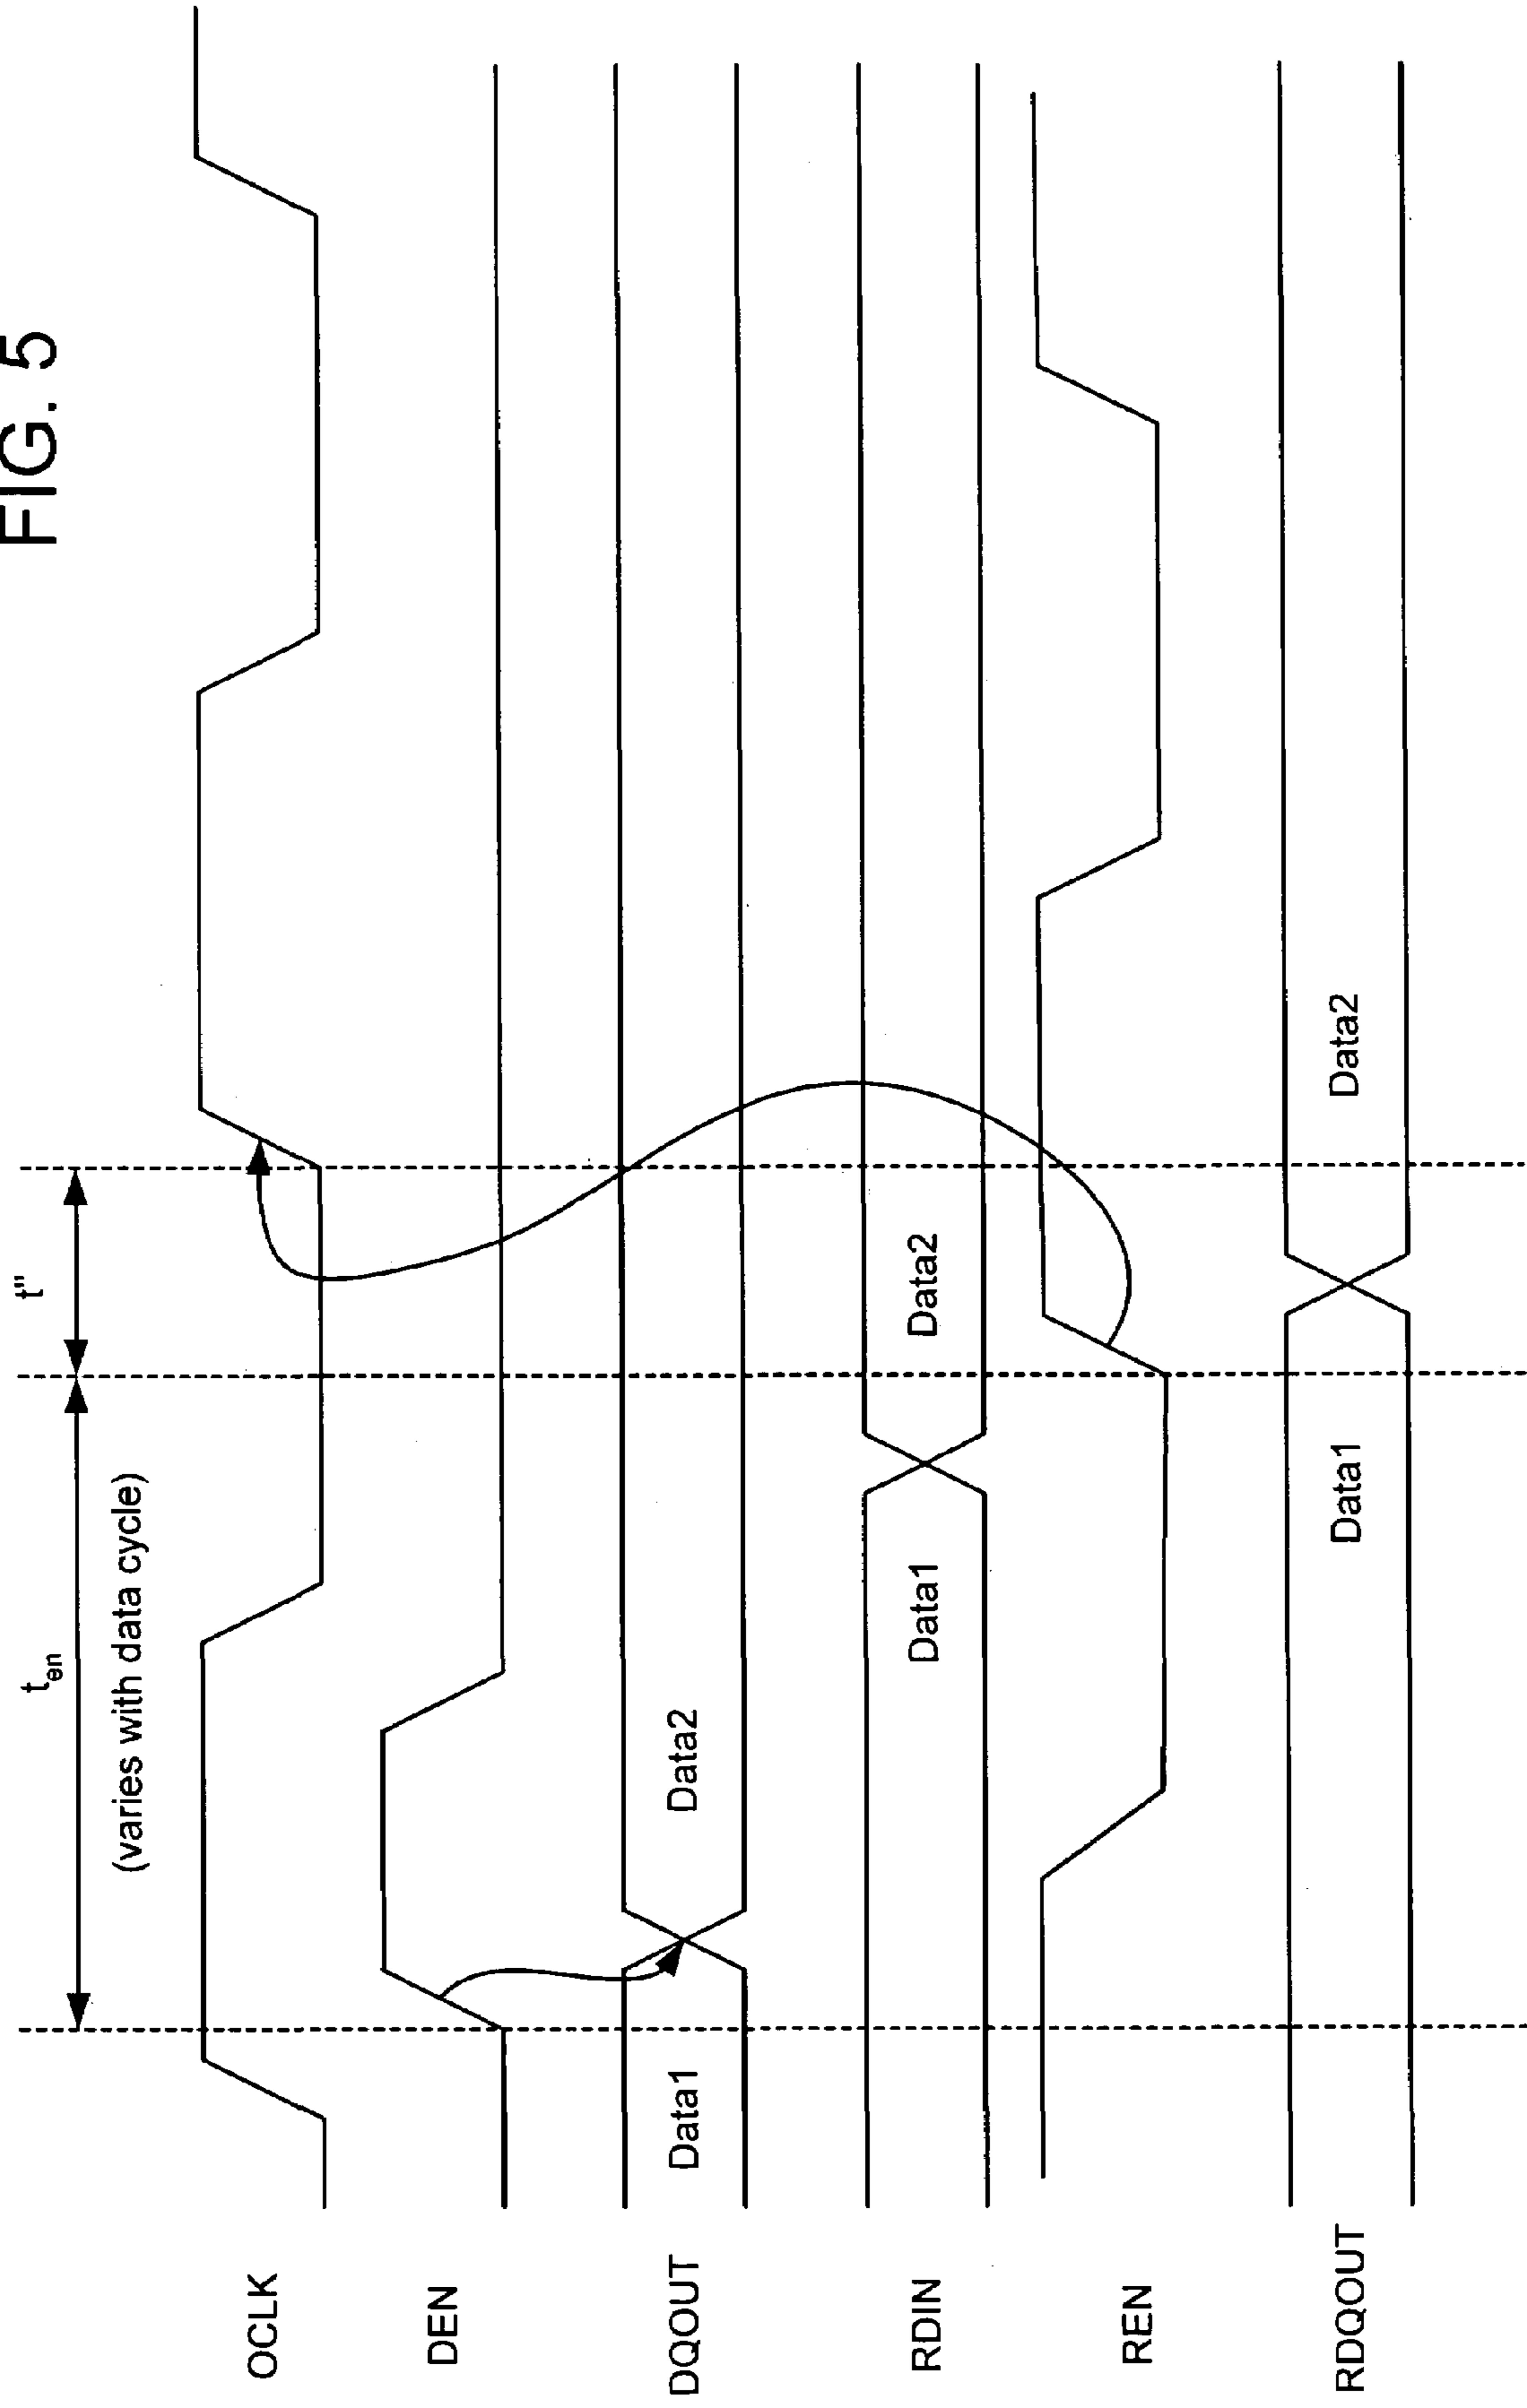 FIG. 5
t_en
t"
(varies with data cycle)
OCLK
DEN
DQOUT
Data1
Data2
RDIN
Data1
Data2
REN
RDQOUT
Data1
Data2